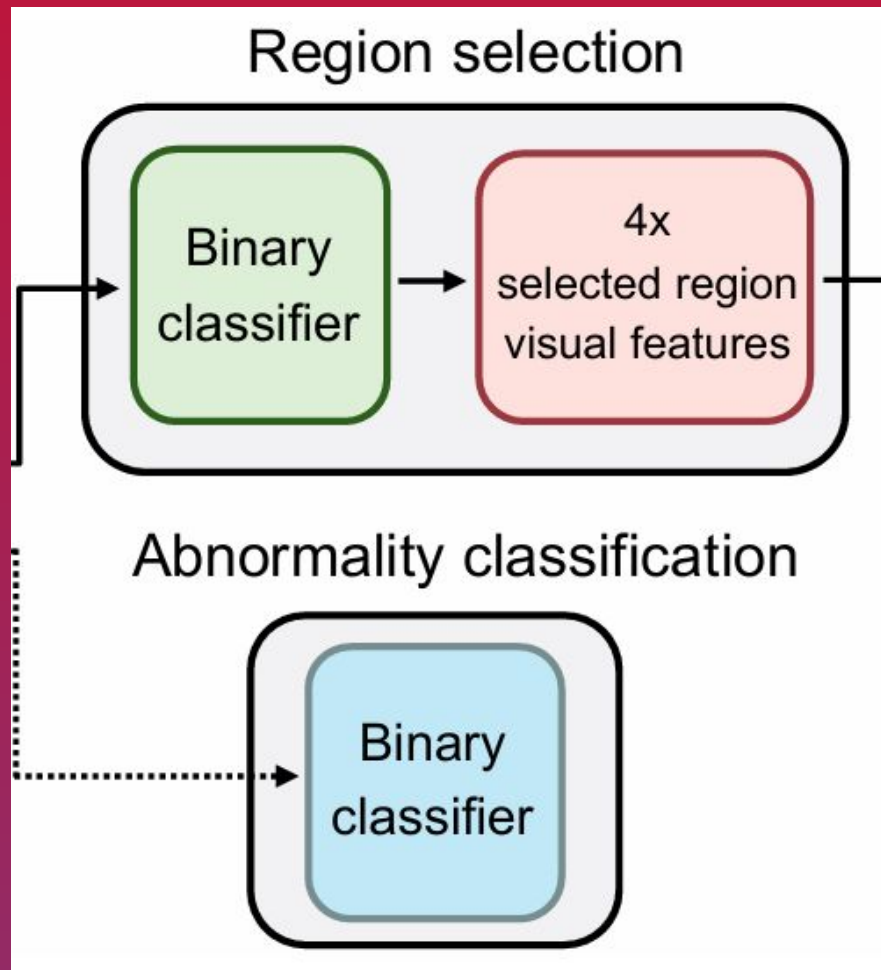 Region selection
Binary
classifier
4x
selected region
visual features
Abnormality classification
Binary
classifier